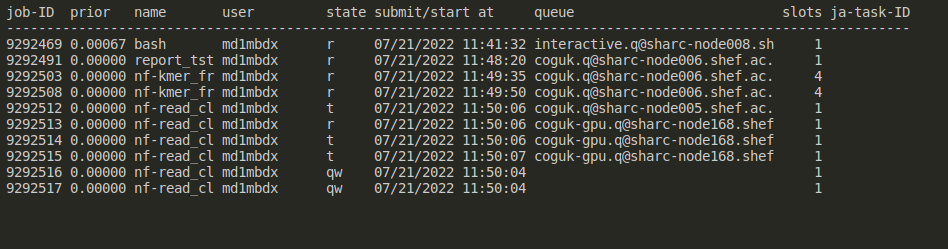 job-ID  prior   name       user         state submit/start at     queue                          slots ja-task-ID
-----------------------------------------------------------------------------------------------------------------
9292469 0.00067 bash       md1mbdx      r     07/21/2022 11:41:32 interactive.q@sharc-node008.sh     1
9292491 0.00000 report_tst md1mbdx      r     07/21/2022 11:48:20 coguk.q@sharc-node006.shef.ac.     1
9292503 0.00000 nf-kmer_fr md1mbdx      r     07/21/2022 11:49:35 coguk.q@sharc-node006.shef.ac.     4
9292508 0.00000 nf-kmer_fr md1mbdx      r     07/21/2022 11:49:50 coguk.q@sharc-node006.shef.ac.     4
9292512 0.00000 nf-read_cl md1mbdx      t     07/21/2022 11:50:06 coguk.q@sharc-node005.shef.ac.     1
9292513 0.00000 nf-read_cl md1mbdx      r     07/21/2022 11:50:06 coguk-gpu.q@sharc-node168.shef     1
9292514 0.00000 nf-read_cl md1mbdx      t     07/21/2022 11:50:06 coguk-gpu.q@sharc-node168.shef     1
9292515 0.00000 nf-read_cl md1mbdx      t     07/21/2022 11:50:07 coguk-gpu.q@sharc-node168.shef     1
9292516 0.00000 nf-read_cl md1mbdx      qw    07/21/2022 11:50:04                                    1
9292517 0.00000 nf-read_cl md1mbdx      qw    07/21/2022 11:50:04                                    1